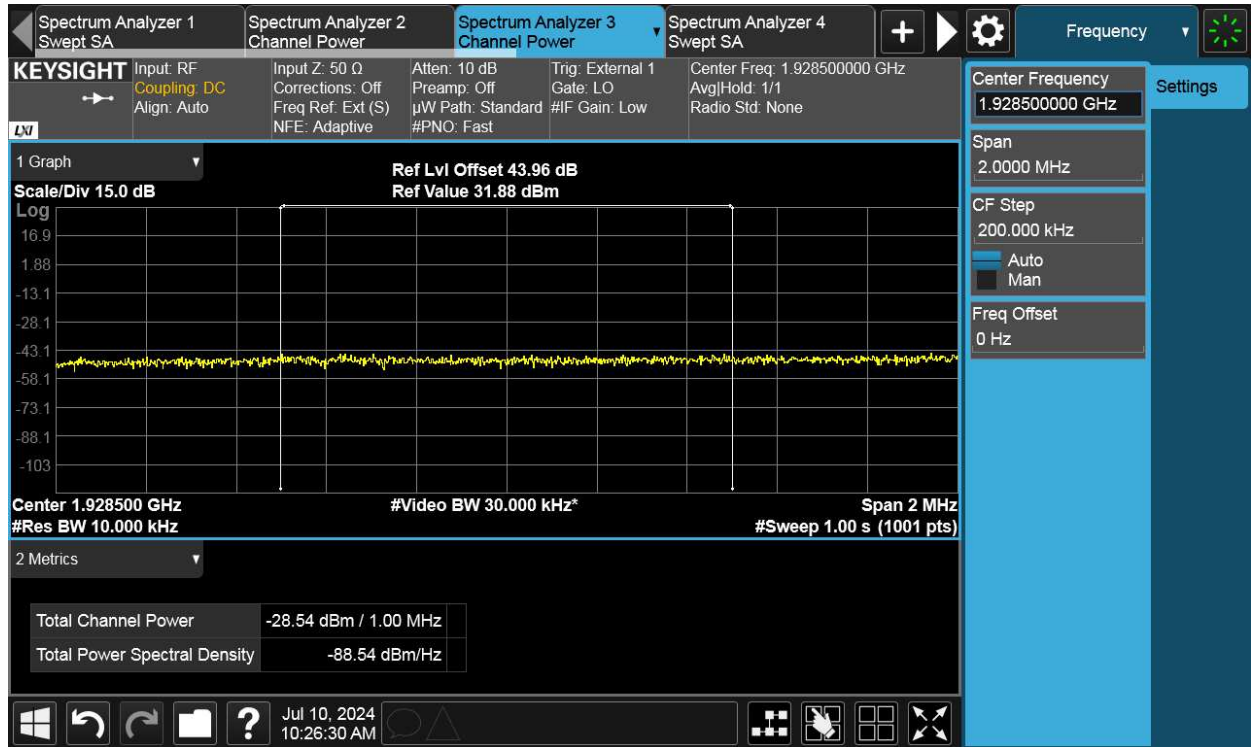 Spectrum Analyzer 1
Swept SA
Spectrum Analyzer 2
Channel Power
Spectrum Analyzer 3
Channel Power
Spectrum Analyzer 4
Swept SA
+
Frequency
KEYSIGHT
LXI
Input: RF
Coupling: DC
Align: Auto
Input Z: 50 Ω
Corrections: Off
Freq Ref: Ext (S)
NFE: Adaptive
Atten: 10 dB
Preamp: Off
µW Path: Standard
#PNO: Fast
Trig: External 1
Gate: LO
#IF Gain: Low
Center Freq: 1.928500000 GHz
Avg|Hold: 1/1
Radio Std: None
Center Frequency
1.928500000 GHz
Settings
Span
2.0000 MHz
CF Step
200.000 kHz
Auto
Man
Freq Offset
0 Hz
1 Graph
Scale/Div 15.0 dB
Ref Lvl Offset 43.96 dB
Ref Value 31.88 dBm
Log
16.9
1.88
-13.1
-28.1
-43.1
-58.1
-73.1
-88.1
-103
Center 1.928500 GHz
#Video BW 30.000 kHz*
Span 2 MHz
#Res BW 10.000 kHz
#Sweep 1.00 s (1001 pts)
2 Metrics
Total Channel Power -28.54 dBm / 1.00 MHz
Total Power Spectral Density -88.54 dBm/Hz
?
Jul 10, 2024
10:26:30 AM